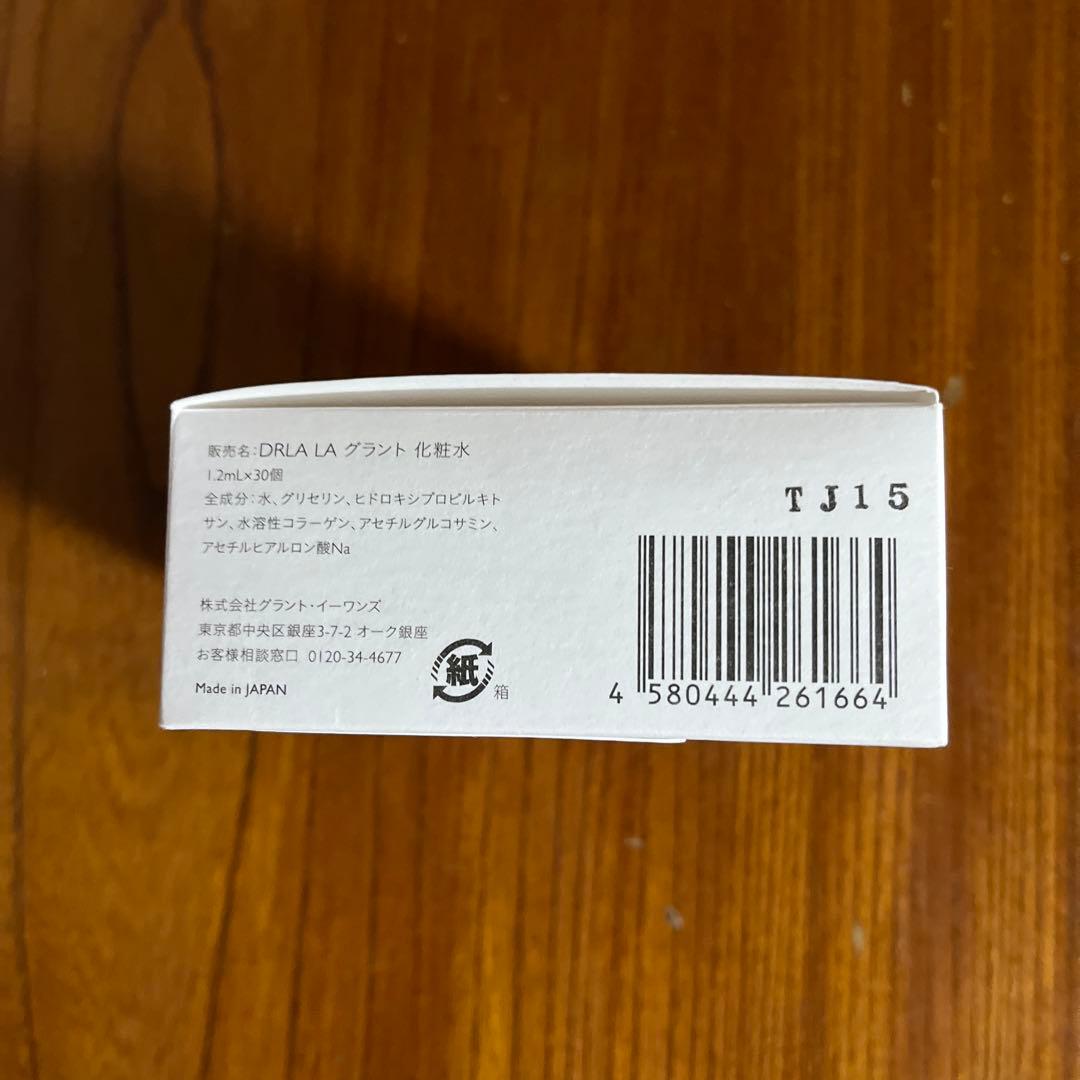 販売名：DRLA LA グラント 化粧水
1.2mL×30個
全成分：水、グリセリン、ヒドロキシプロピルキト
サン、水溶性コラーゲン、アセチルグルコサミン、
アセチルヒアルロン酸Na
株式会社グラント・イーワンズ
東京都中央区銀座3-7-2 オーク銀座
お客様相談窓口 0120-34-4677
Made in JAPAN
紙
箱
TJ15
4 580444 261664